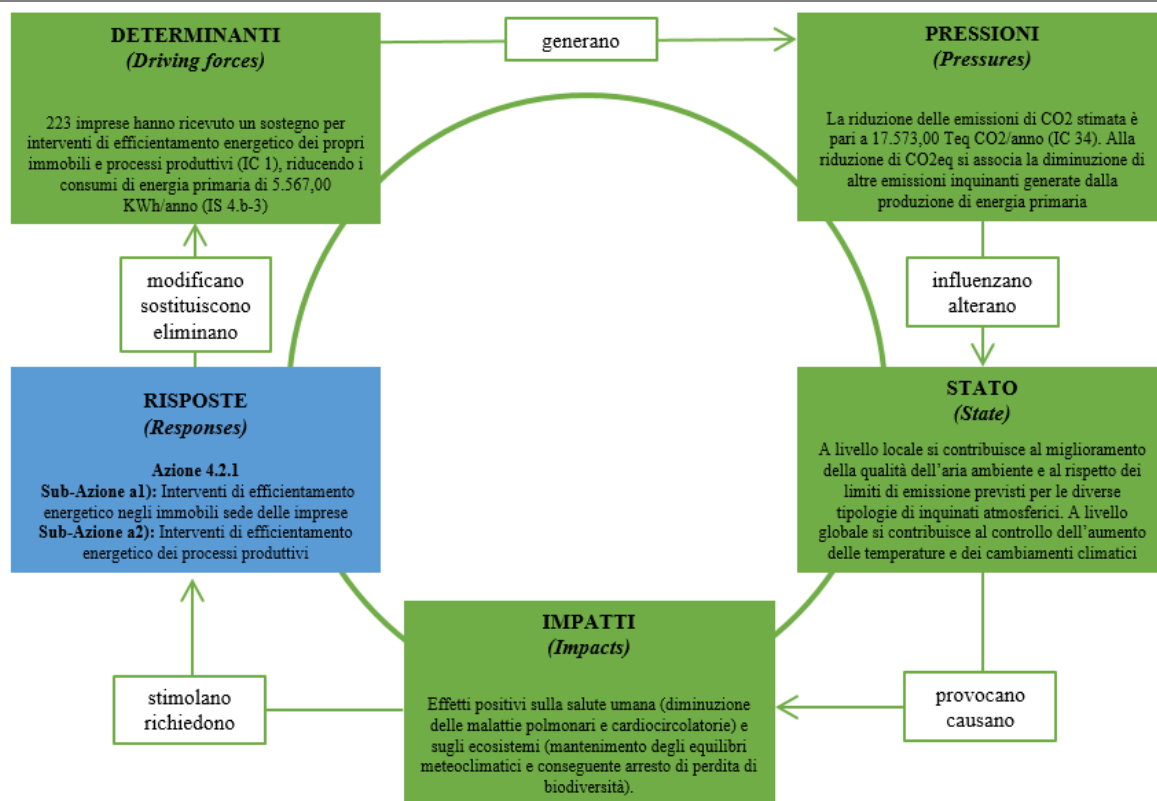 DETERMINANTI
(Driving forces)
223 imprese hanno ricevuto un sostegno per
interventi di efficientamento energetico dei propri
immobili e processi produttivi (IC 1), riducendo i
consumi di energia primaria di 5.567,00
KWh/anno (IS 4.b-3)
generano
PRESSIONI
(Pressures)
La riduzione delle emissioni di CO2 stimata è
pari a 17.573,00 Teq CO2/anno (IC 34). Alla
riduzione di CO2eq si associa la diminuzione di
altre emissioni inquinanti generate dalla
produzione di energia primaria
influenzano
alterano
STATO
(State)
A livello locale si contribuisce al miglioramento
della qualità dell’aria ambiente e al rispetto dei
limiti di emissione previsti per le diverse
tipologie di inquinati atmosferici. A livello
globale si contribuisce al controllo dell’aumento
delle temperature e dei cambiamenti climatici
provocano
causano
IMPATTI
(Impacts)
Effetti positivi sulla salute umana (diminuzione
delle malattie polmonari e cardiocircolatorie) e
sugli ecosistemi (mantenimento degli equilibri
meteoclimatici e conseguente arresto di perdita di
biodiversità).
stimolano
richiedono
RISPOSTE
(Responses)
Azione 4.2.1
Sub-Azione a1): Interventi di efficientamento
energetico negli immobili sede delle imprese
Sub-Azione a2): Interventi di efficientamento
energetico dei processi produttivi
modificano
sostituiscono
eliminano